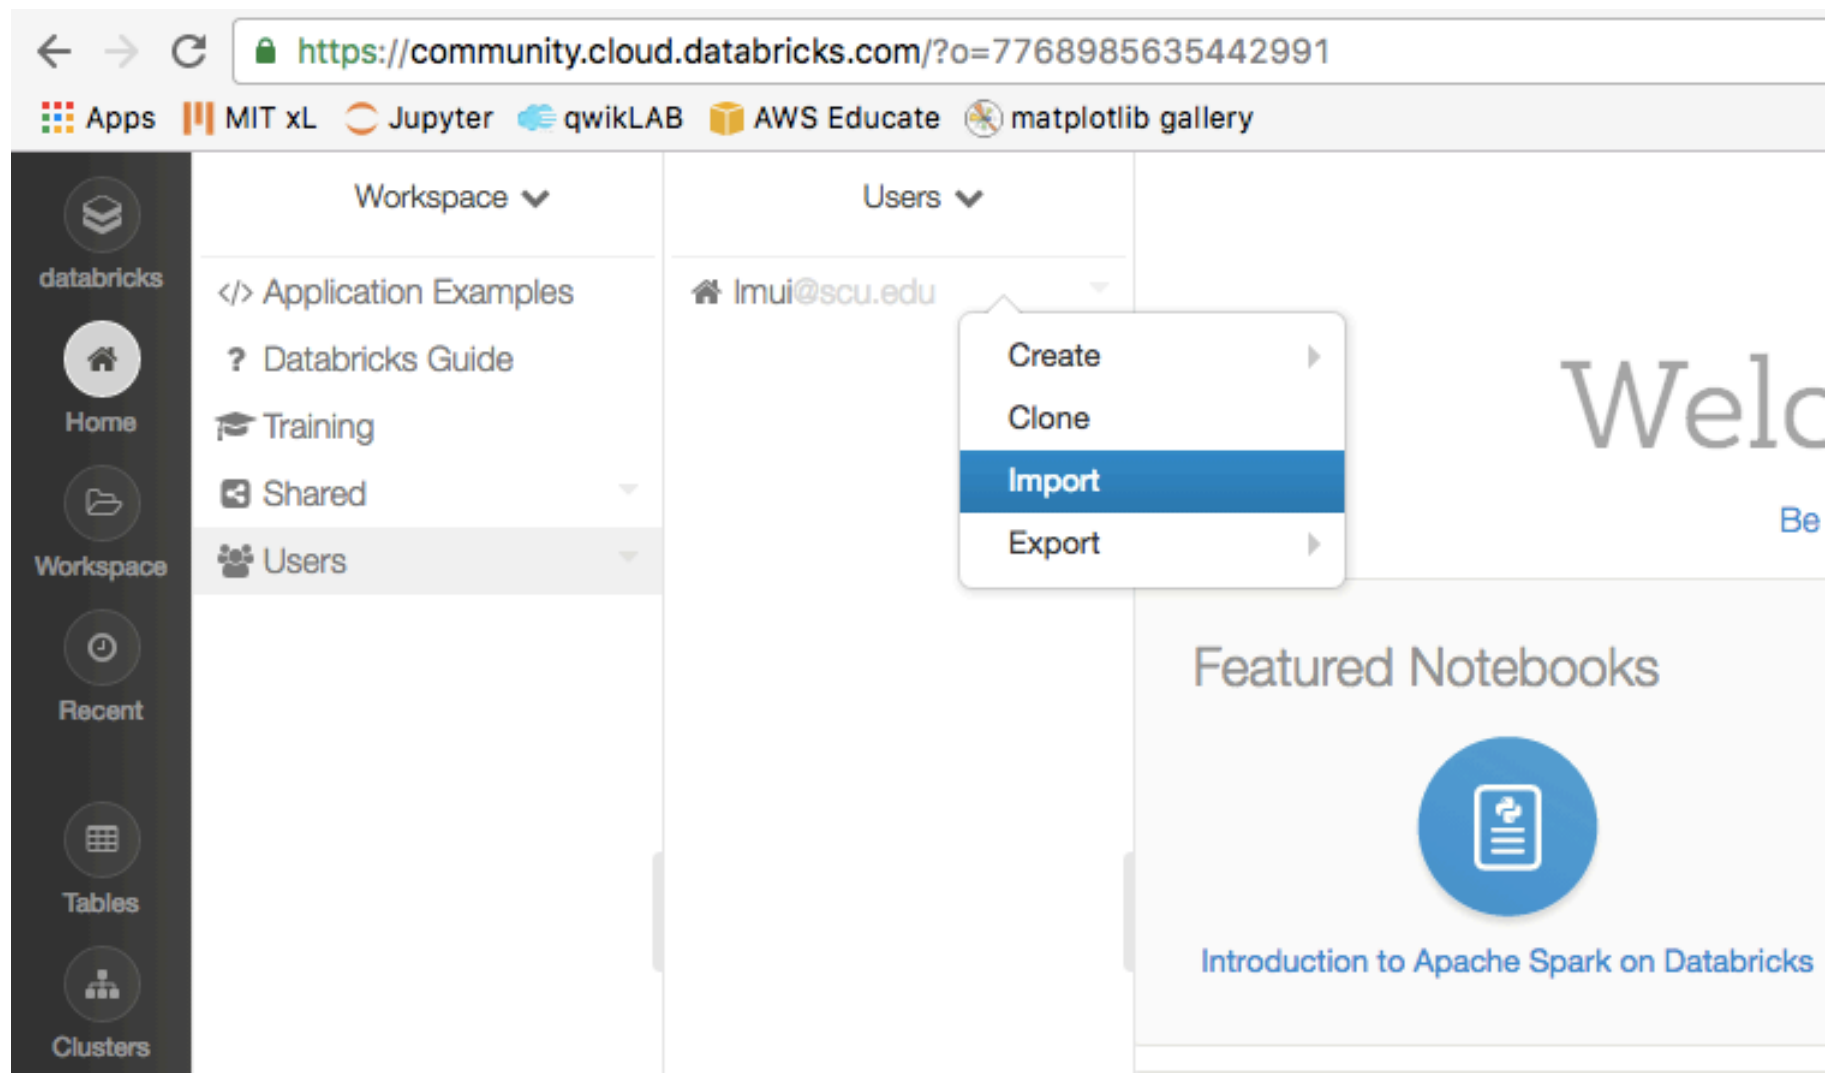 https://community.cloud.databricks.com/?o=7768985635442991
Apps MIT xL Jupyter qwikLAB AWS Educate matplotlib gallery
databricks
Home
Workspace
Recent
Tables
Clusters
Workspace
</> Application Examples
? Databricks Guide
Training
Shared
Users
Users
lmui@scu.edu
Create
Clone
Import
Export
Welc
Be
Featured Notebooks
Introduction to Apache Spark on Databricks